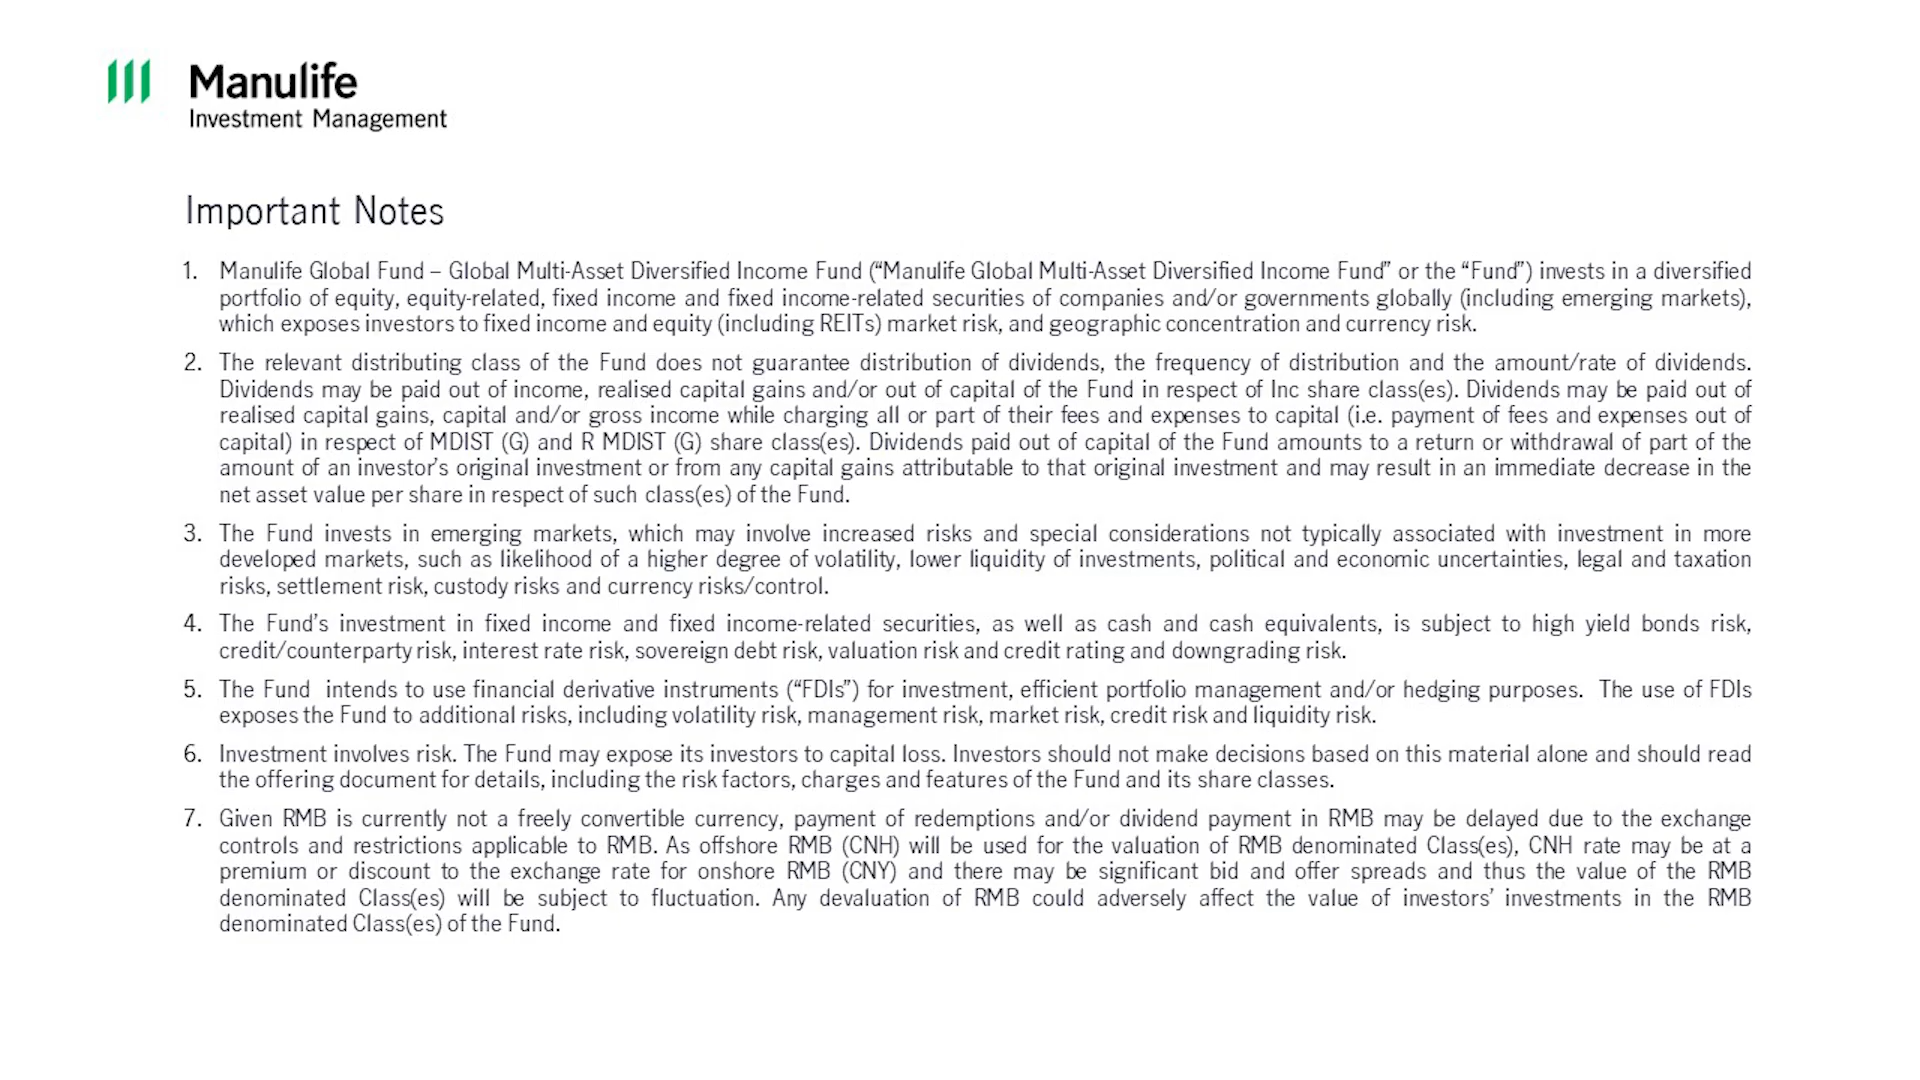 Manulife
Investment Management
Important Notes
1. Manulife Global Fund – Global Multi-Asset Diversified Income Fund (“Manulife Global Multi-Asset Diversified Income Fund” or the “Fund”) invests in a diversified
portfolio of equity, equity-related, fixed income and fixed income-related securities of companies and/or governments globally (including emerging markets),
which exposes investors to fixed income and equity (including REITs) market risk, and geographic concentration and currency risk.
2. The relevant distributing class of the Fund does not guarantee distribution of dividends, the frequency of distribution and the amount/rate of dividends.
Dividends may be paid out of income, realised capital gains and/or out of capital of the Fund in respect of Inc share class(es). Dividends may be paid out of
realised capital gains, capital and/or gross income while charging all or part of their fees and expenses to capital (i.e. payment of fees and expenses out of
capital) in respect of MDIST (G) and R MDIST (G) share class(es). Dividends paid out of capital of the Fund amounts to a return or withdrawal of part of the
amount of an investor’s original investment or from any capital gains attributable to that original investment and may result in an immediate decrease in the
net asset value per share in respect of such class(es) of the Fund.
3. The Fund invests in emerging markets, which may involve increased risks and special considerations not typically associated with investment in more
developed markets, such as likelihood of a higher degree of volatility, lower liquidity of investments, political and economic uncertainties, legal and taxation
risks, settlement risk, custody risks and currency risks/control.
4. The Fund’s investment in fixed income and fixed income-related securities, as well as cash and cash equivalents, is subject to high yield bonds risk,
credit/counterparty risk, interest rate risk, sovereign debt risk, valuation risk and credit rating and downgrading risk.
5. The Fund intends to use financial derivative instruments (“FDIs”) for investment, efficient portfolio management and/or hedging purposes. The use of FDIs
exposes the Fund to additional risks, including volatility risk, management risk, market risk, credit risk and liquidity risk.
6. Investment involves risk. The Fund may expose its investors to capital loss. Investors should not make decisions based on this material alone and should read
the offering document for details, including the risk factors, charges and features of the Fund and its share classes.
7. Given RMB is currently not a freely convertible currency, payment of redemptions and/or dividend payment in RMB may be delayed due to the exchange
controls and restrictions applicable to RMB. As offshore RMB (CNH) will be used for the valuation of RMB denominated Class(es), CNH rate may be at a
premium or discount to the exchange rate for onshore RMB (CNY) and there may be significant bid and offer spreads and thus the value of the RMB
denominated Class(es) will be subject to fluctuation. Any devaluation of RMB could adversely affect the value of investors’ investments in the RMB
denominated Class(es) of the Fund.